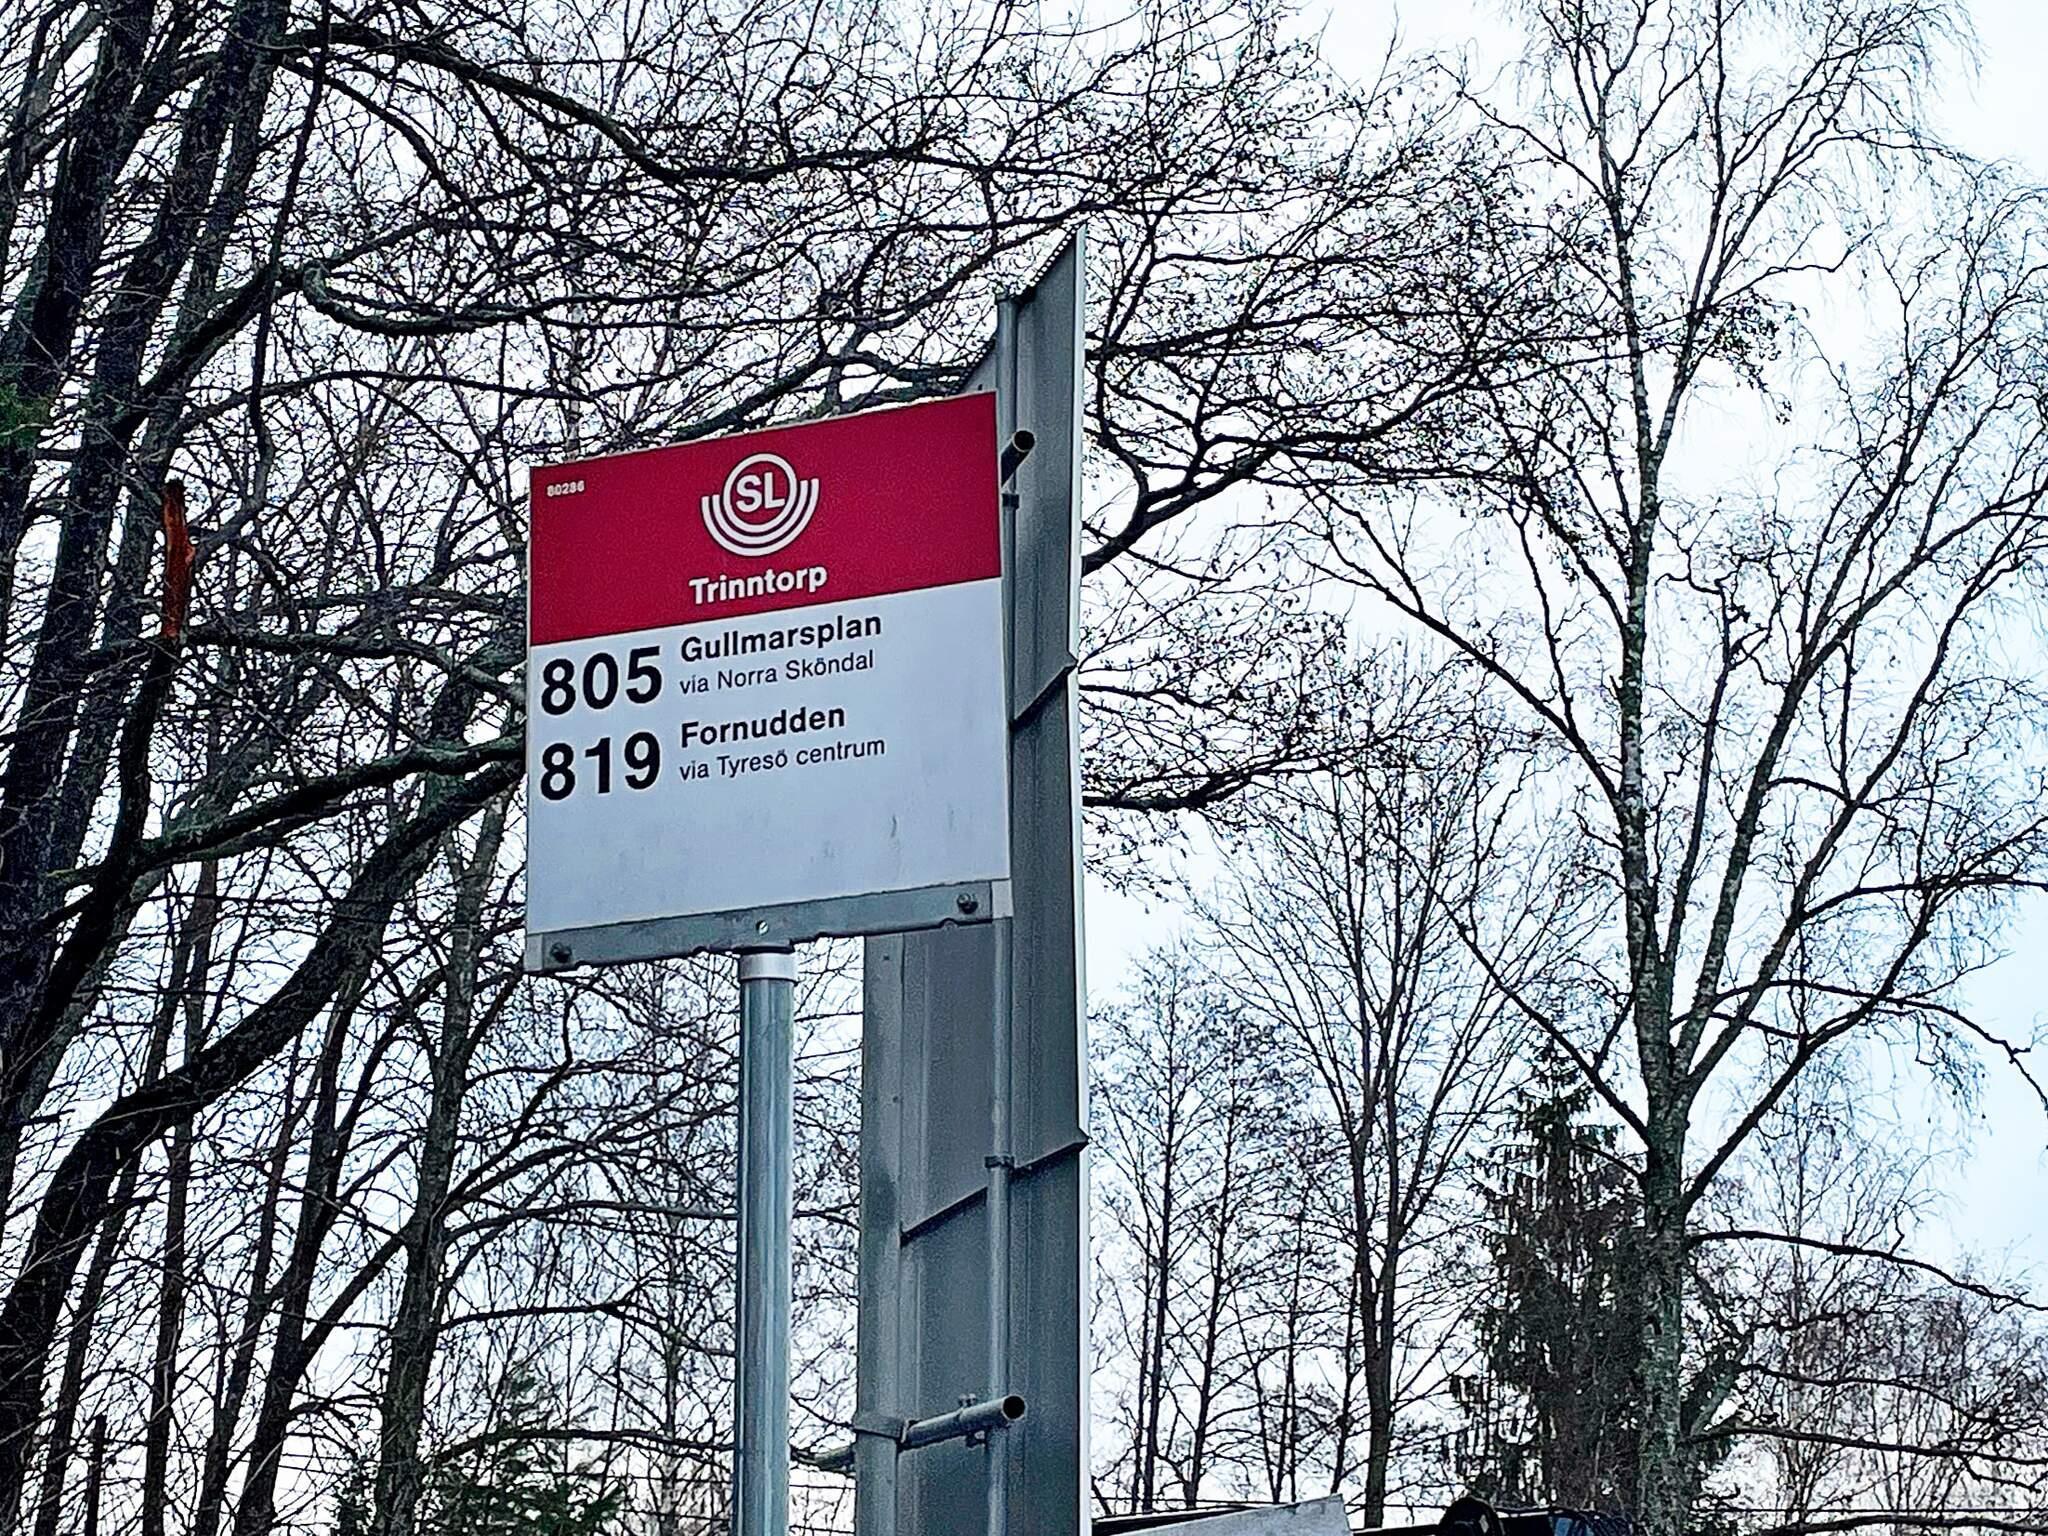 80286
SL
Trinntorp
805 Gullmarsplan
via Norra Sköndal
819 Fornudden
via Tyresö centrum